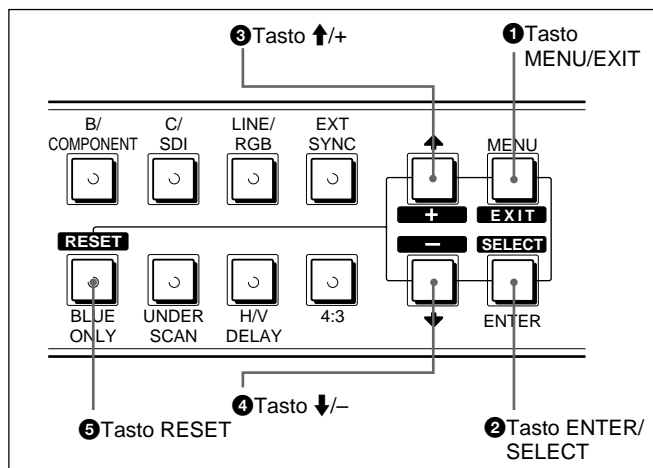 ❸Tasto ⬆/+
❶Tasto
MENU/EXIT
B/
COMPONENT
C/
SDI
LINE/
RGB
EXT
SYNC
MENU
+
EXIT
RESET
–
SELECT
BLUE
ONLY
UNDER
SCAN
H/V
DELAY
4:3
ENTER
❺Tasto RESET
❹Tasto ⬇/–
❷Tasto ENTER/
SELECT